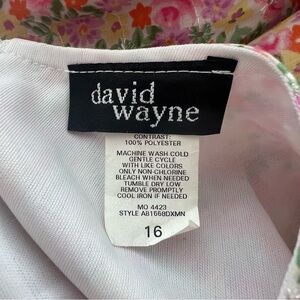 david
wayne
CONTRAST:
100% POLYESTER
MACHINE WASH COLD
GENTLE CYCLE
WITH LIKE COLORS
ONLY NON-CHLORINE
BLEACH WHEN NEEDED
TUMBLE DRY LOW
REMOVE PROMPTLY
COOL IRON IF NEEDED
MO 4423
STYLE AB1668DXMN
16